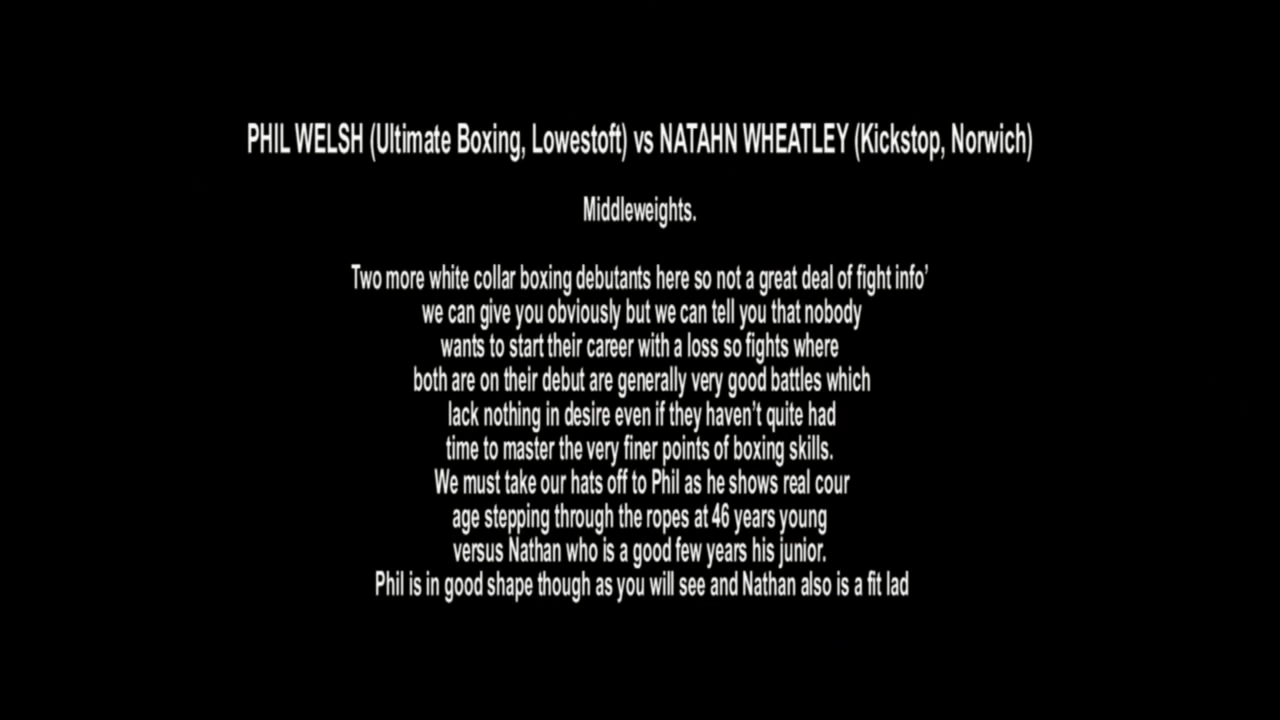 PHIL WELSH (Ultimate Boxing, Lowestoft) vs NATAHN WHEATLEY (Kickstop, Norwich)
Middleweights.
Two more white collar boxing debutants here so not a great deal of fight info’
we can give you obviously but we can tell you that nobody
wants to start their career with a loss so fights where
both are on their debut are generally very good battles which
lack nothing in desire even if they haven’t quite had
time to master the very finer points of boxing skills.
We must take our hats off to Phil as he shows real cour
age stepping through the ropes at 46 years young
versus Nathan who is a good few years his junior.
Phil is in good shape though as you will see and Nathan also is a fit lad